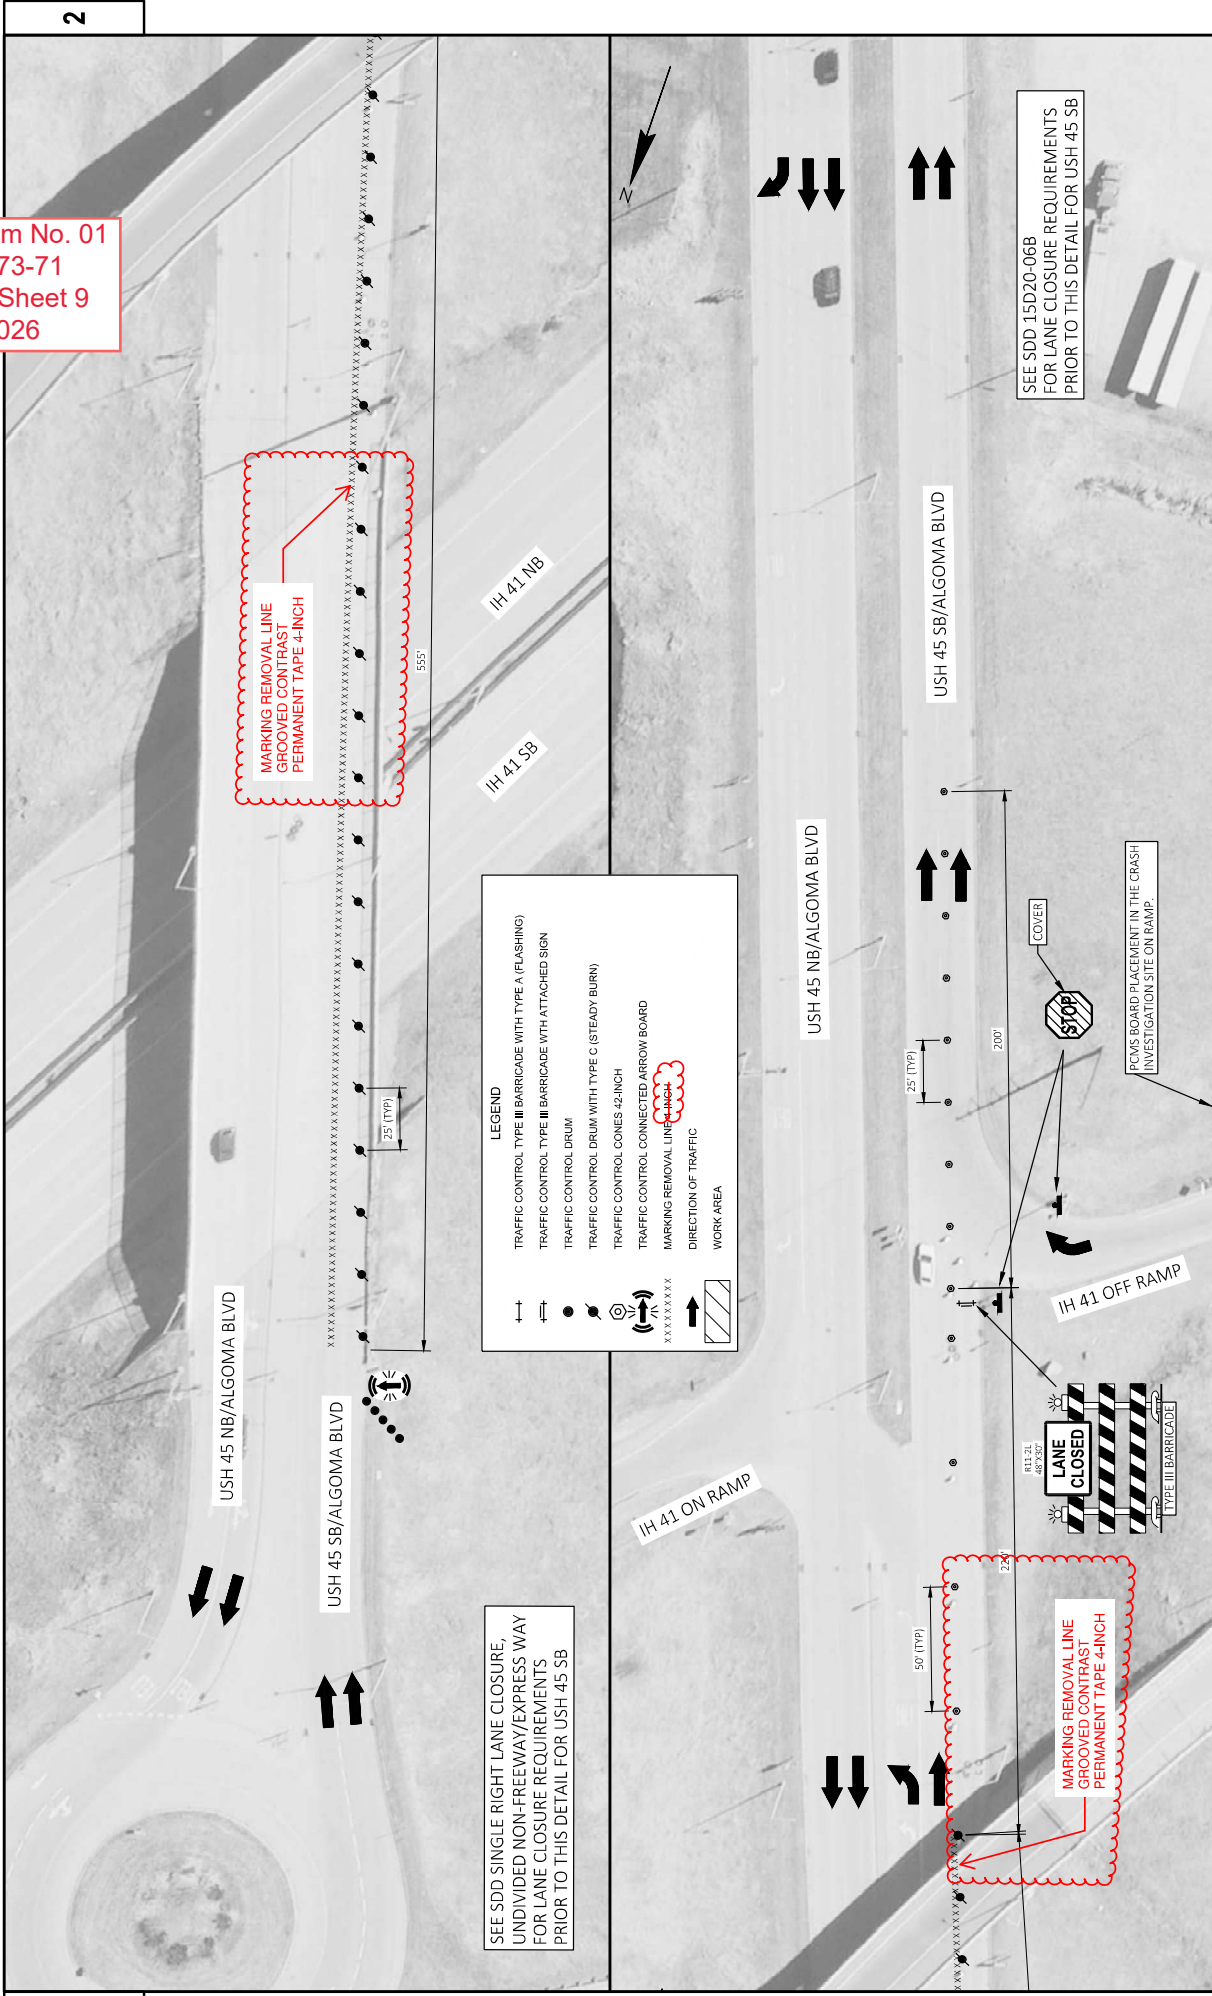 2
m No. 01
73-71
Sheet 9
026
MARKING REMOVAL LINE
GROOVED CONTRAST
PERMANENT TAPE 4-INCH
555'
IH 41 NB
IH 41 SB
25' (TYP)
USH 45 NB/ALGOMA BLVD
USH 45 SB/ALGOMA BLVD
SEE SDD SINGLE RIGHT LANE CLOSURE,
UNDIVIDED NON-FREEWAY/EXPRESS WAY
FOR LANE CLOSURE REQUIREMENTS
PRIOR TO THIS DETAIL FOR USH 45 SB
LEGEND
TRAFFIC CONTROL TYPE III BARRICADE WITH TYPE A (FLASHING)
TRAFFIC CONTROL TYPE III BARRICADE WTH ATTACHED SIGN
TRAFFIC CONTROL DRUM
TRAFFIC CONTROL DRUM WITH TYPE C (STEADY BURN)
TRAFFIC CONTROL CONES 42-INCH
TRAFFIC CONTROL CONNECTED ARROW BOARD
XXXXXXXXX MARKING REMOVAL LINE 4-INCH
DIRECTION OF TRAFFIC
WORK AREA
N
SEE SDD 15D20-06B
FOR LANE CLOSURE REQUIREMENTS
PRIOR TO THIS DETAIL FOR USH 45 SB
USH 45 SB/ALGOMA BLVD
USH 45 NB/ALGOMA BLVD
25' (TYP)
200'
COVER
STOP
PCMS BOARD PLACEMENT IN THE CRASH
INVESTIGATION SITE ON RAMP.
IH 41 OFF RAMP
IH 41 ON RAMP
R11-2L
48"X30"
LANE
CLOSED
TYPE III BARRICADE
50' (TYP)
MARKING REMOVAL LINE
GROOVED CONTRAST
PERMANENT TAPE 4-INCH